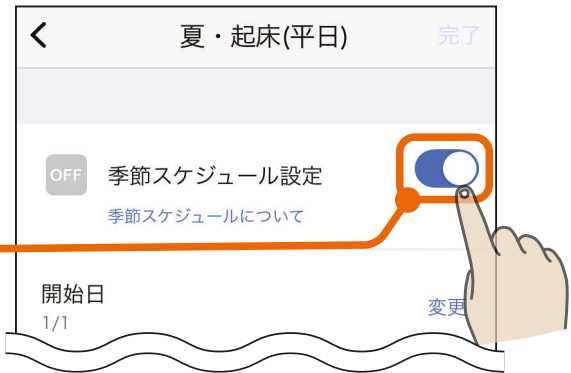 夏・起床(平日) 完了
OFF 季節スケジュール設定
季節スケジュールについて
開始日
変更
1/1